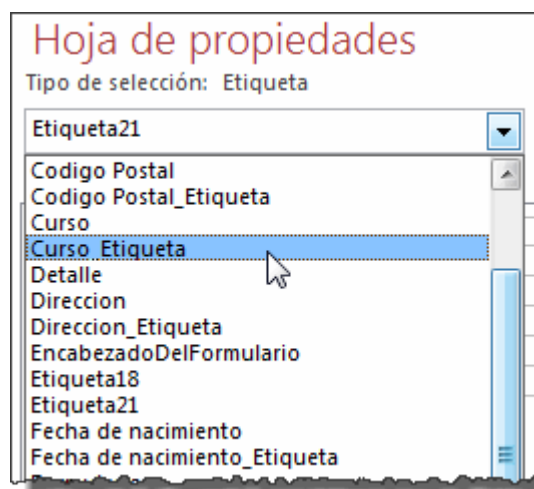 Hoja de propiedades
Tipo de selección: Etiqueta
Etiqueta21
Codigo Postal
Codigo Postal_Etiqueta
Curso
Curso_Etiqueta
Detalle
Direccion
Direccion_Etiqueta
EncabezadoDelFormulario
Etiqueta18
Etiqueta21
Fecha de nacimiento
Fecha de nacimiento_Etiqueta